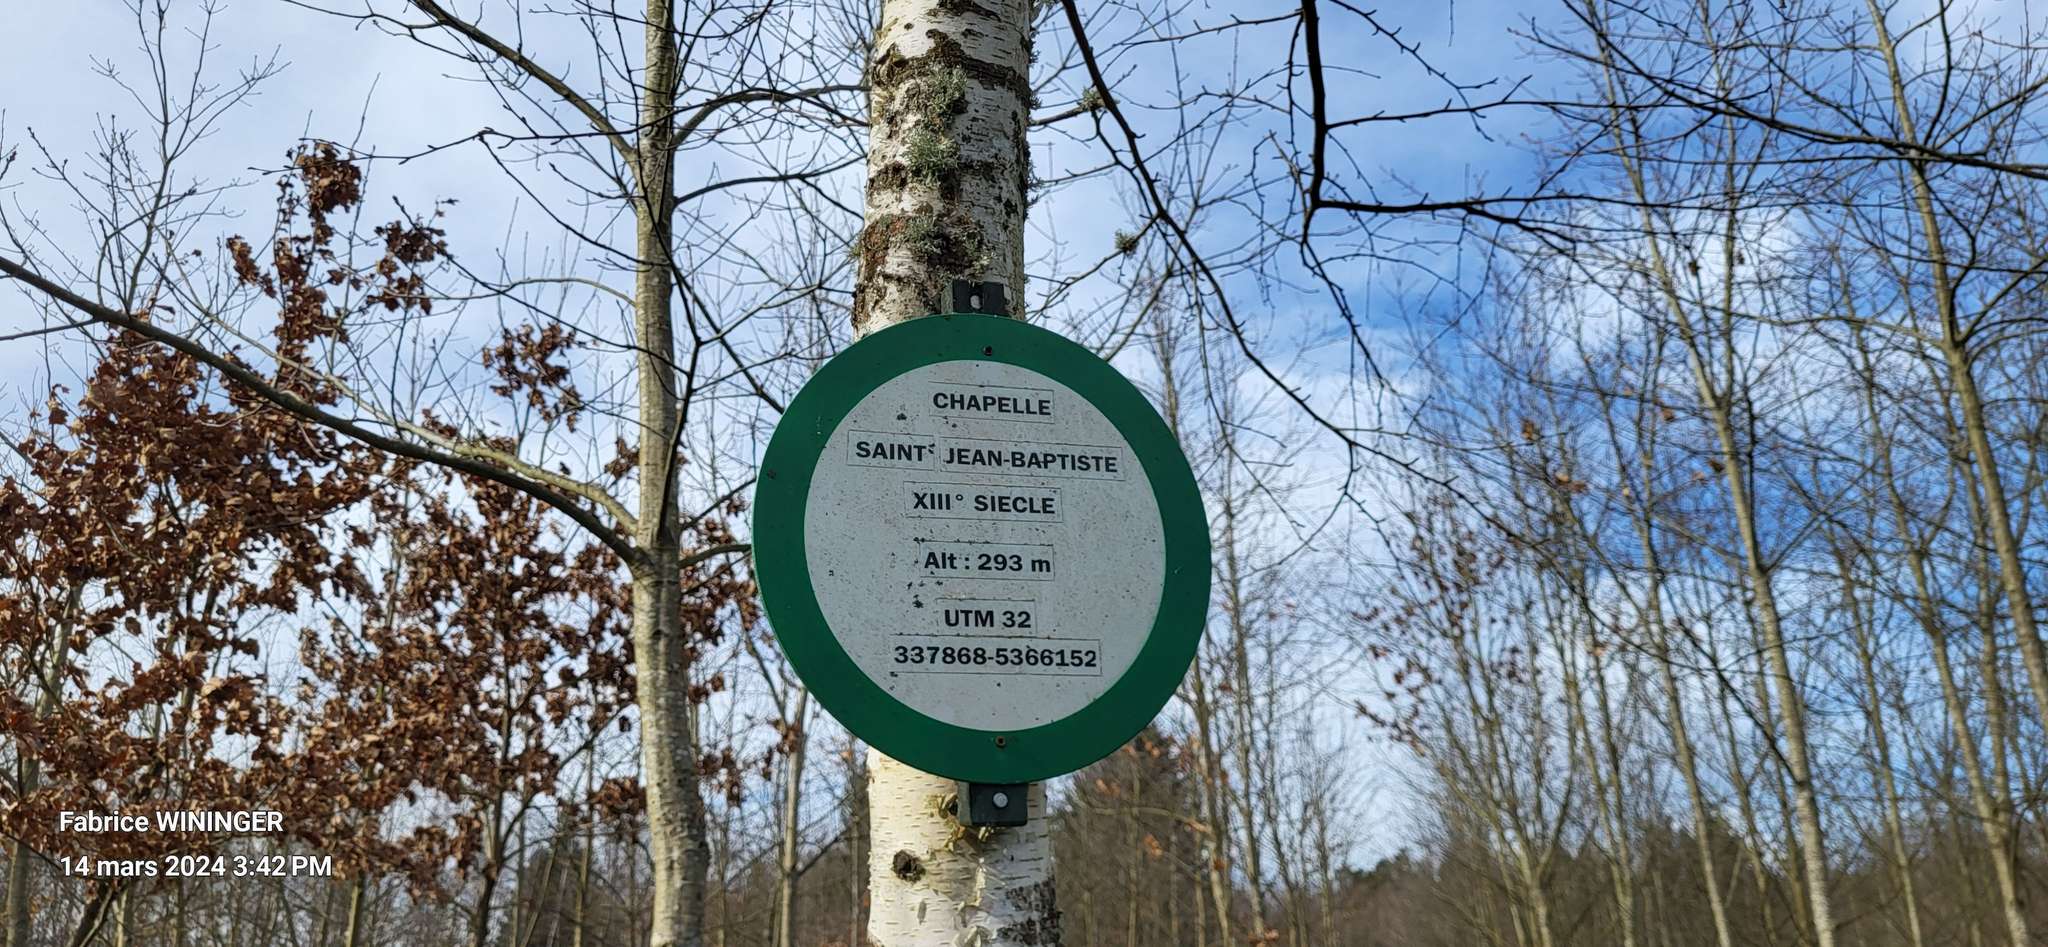 CHAPELLE
SAINT JEAN-BAPTISTE
XIII° SIECLE
Alt : 293 m
UTM 32
337868-5366152
Fabrice WININGER
14 mars 2024 3:42 PM